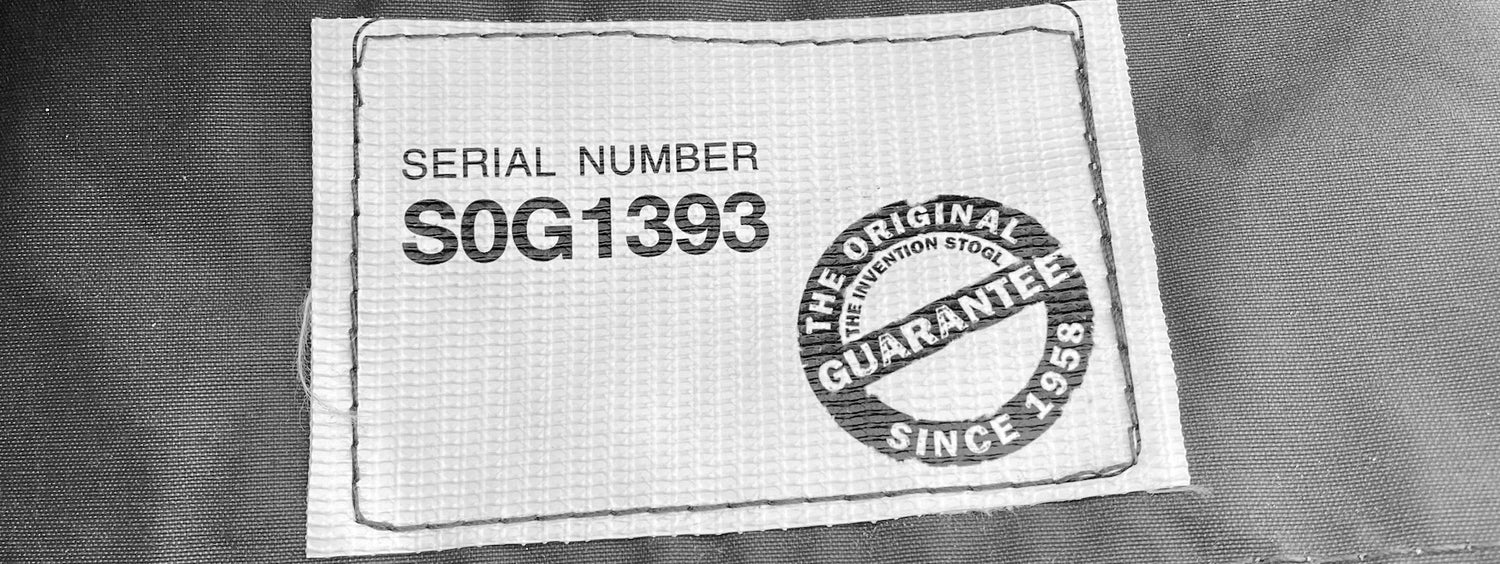 SERIAL NUMBER
S0G1393
THE ORIGINAL
THE INVENTION STOGL
GUARANTEE
SINCE 1958